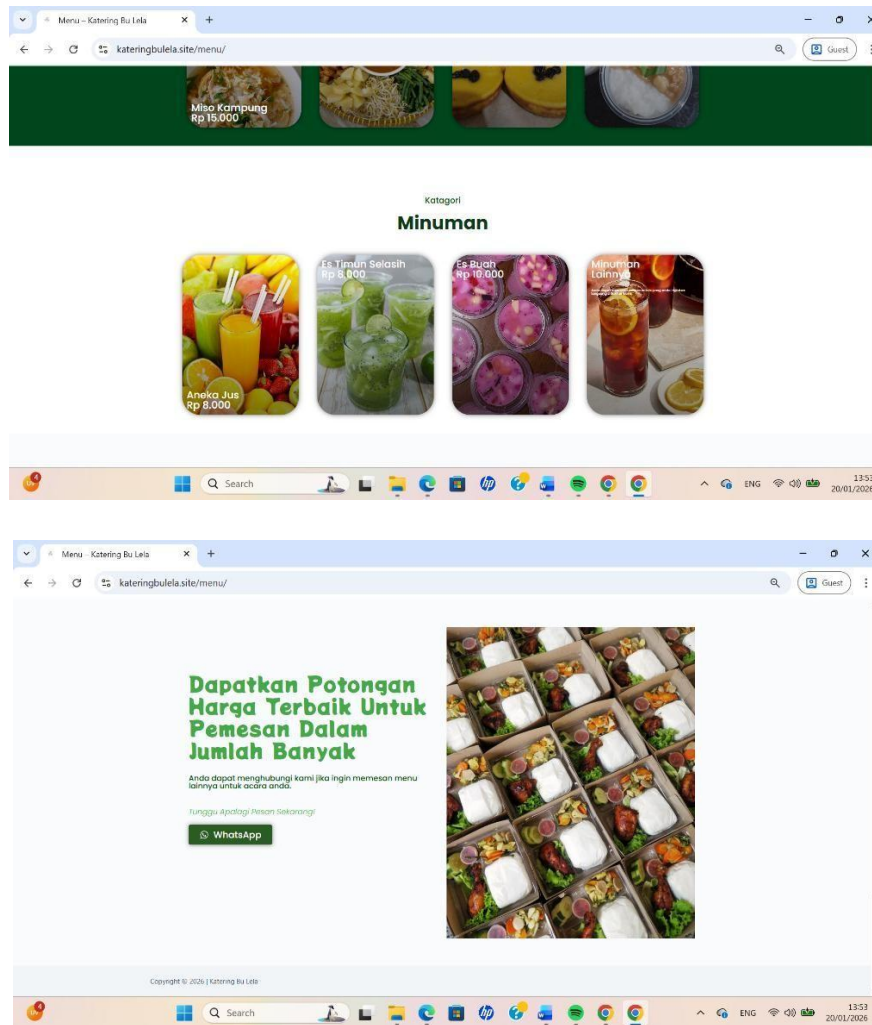 Menu – Katering Bu Lela
kateringbulela.site/menu/
Guest
Miso Kampung
Rp 15.000
Katagori
Minuman
Es Timun Selasih
Rp 8.000
Es Buah
Rp 10.000
Minuman
Lainnya
Aneka Jus
Rp 8.000
4
Search
ENG
13:53
20/01/2026
Menu – Katering Bu Lela
kateringbulela.site/menu/
Guest
Dapatkan Potongan
Harga Terbaik Untuk
Pemesan Dalam
Jumlah Banyak
Anda dapat menghubungi kami jika ingin memesan menu
lainnya untuk acara anda.
Tunggu Apalagi Pesan Sekarang!
WhatsApp
Copyright © 2026 | Katering Bu Lela
4
Search
ENG
13:53
20/01/2026